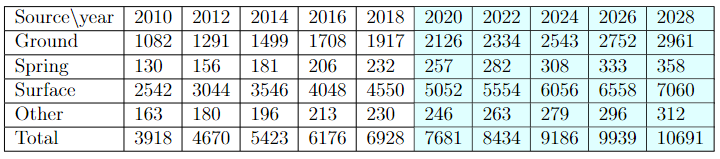 Source\year 2010 2012 2014 2016 2018 2020 2022 2024 2026 2028
Ground 1082 1291 1499 1708 1917 2126 2334 2543 2752 2961
Spring 130 156 181 206 232 257 282 308 333 358
Surface 2542 3044 3546 4048 4550 5052 5554 6056 6558 7060
Other 163 180 196 213 230 246 263 279 296 312
Total 3918 4670 5423 6176 6928 7681 8434 9186 9939 10691